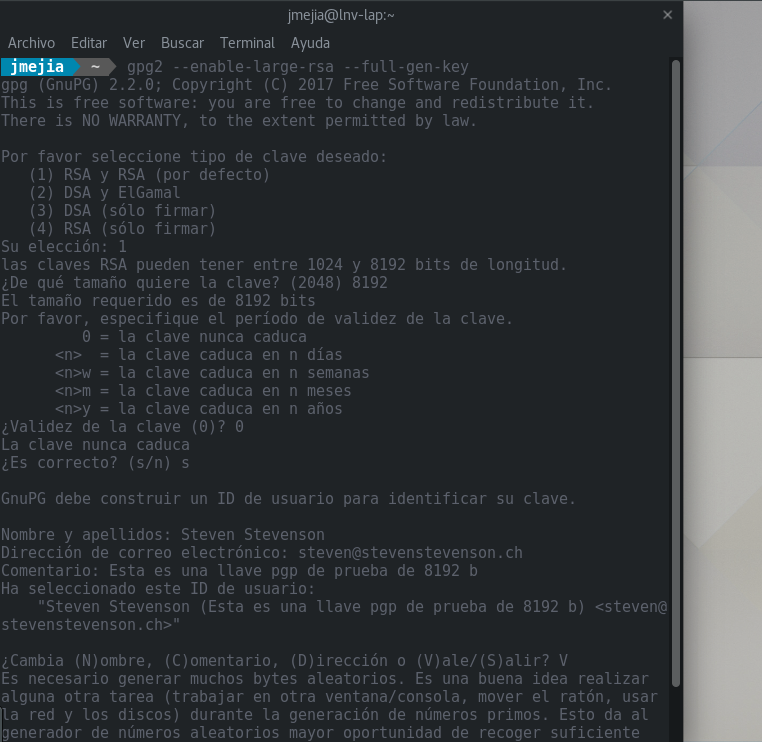 jmejia@lnv-lap:~
Archivo Editar Ver Buscar Terminal Ayuda
jmejia ~ gpg2 --enable-large-rsa --full-gen-key
gpg (GnuPG) 2.2.0; Copyright (C) 2017 Free Software Foundation, Inc.
This is free software: you are free to change and redistribute it.
There is NO WARRANTY, to the extent permitted by law.
Por favor seleccione tipo de clave deseado:
(1) RSA y RSA (por defecto)
(2) DSA y ElGamal
(3) DSA (sólo firmar)
(4) RSA (sólo firmar)
Su elección: 1
las claves RSA pueden tener entre 1024 y 8192 bits de longitud.
¿De qué tamaño quiere la clave? (2048) 8192
El tamaño requerido es de 8192 bits
Por favor, especifique el período de validez de la clave.
0 = la clave nunca caduca
<n>  = la clave caduca en n días
<n>w = la clave caduca en n semanas
<n>m = la clave caduca en n meses
<n>y = la clave caduca en n años
¿Validez de la clave (0)? 0
La clave nunca caduca
¿Es correcto? (s/n) s
GnuPG debe construir un ID de usuario para identificar su clave.
Nombre y apellidos: Steven Stevenson
Dirección de correo electrónico: steven@stevenstevenson.ch
Comentario: Esta es una llave pgp de prueba de 8192 b
Ha seleccionado este ID de usuario:
"Steven Stevenson (Esta es una llave pgp de prueba de 8192 b) <steven@
stevenstevenson.ch>"
¿Cambia (N)ombre, (C)omentario, (D)irección o (V)ale/(S)alir? V
Es necesario generar muchos bytes aleatorios. Es una buena idea realizar
alguna otra tarea (trabajar en otra ventana/consola, mover el ratón, usar
la red y los discos) durante la generación de números primos. Esto da al
generador de números aleatorios mayor oportunidad de recoger suficiente